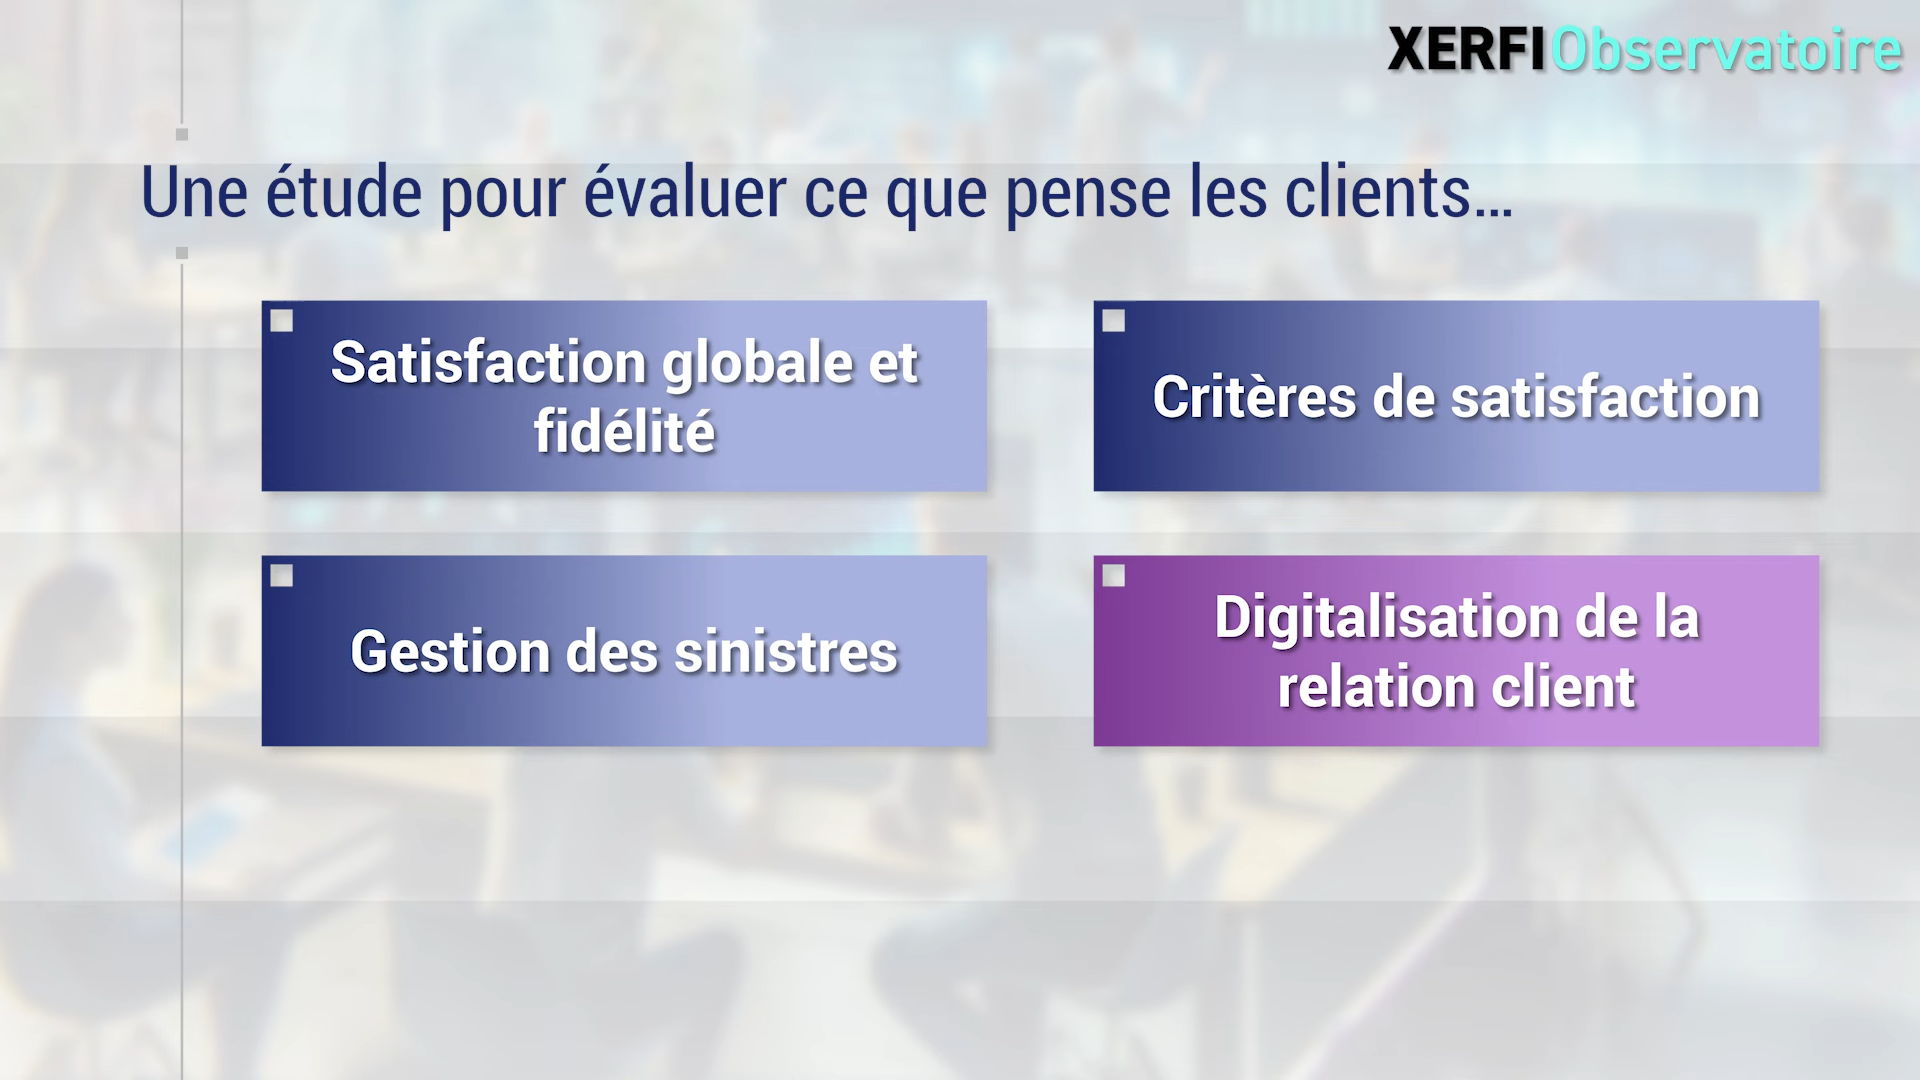 XERFI Observatoire
Une étude pour évaluer ce que pense les clients...
Satisfaction globale et
fidélité
Critères de satisfaction
Gestion des sinistres
Digitalisation de la
relation client